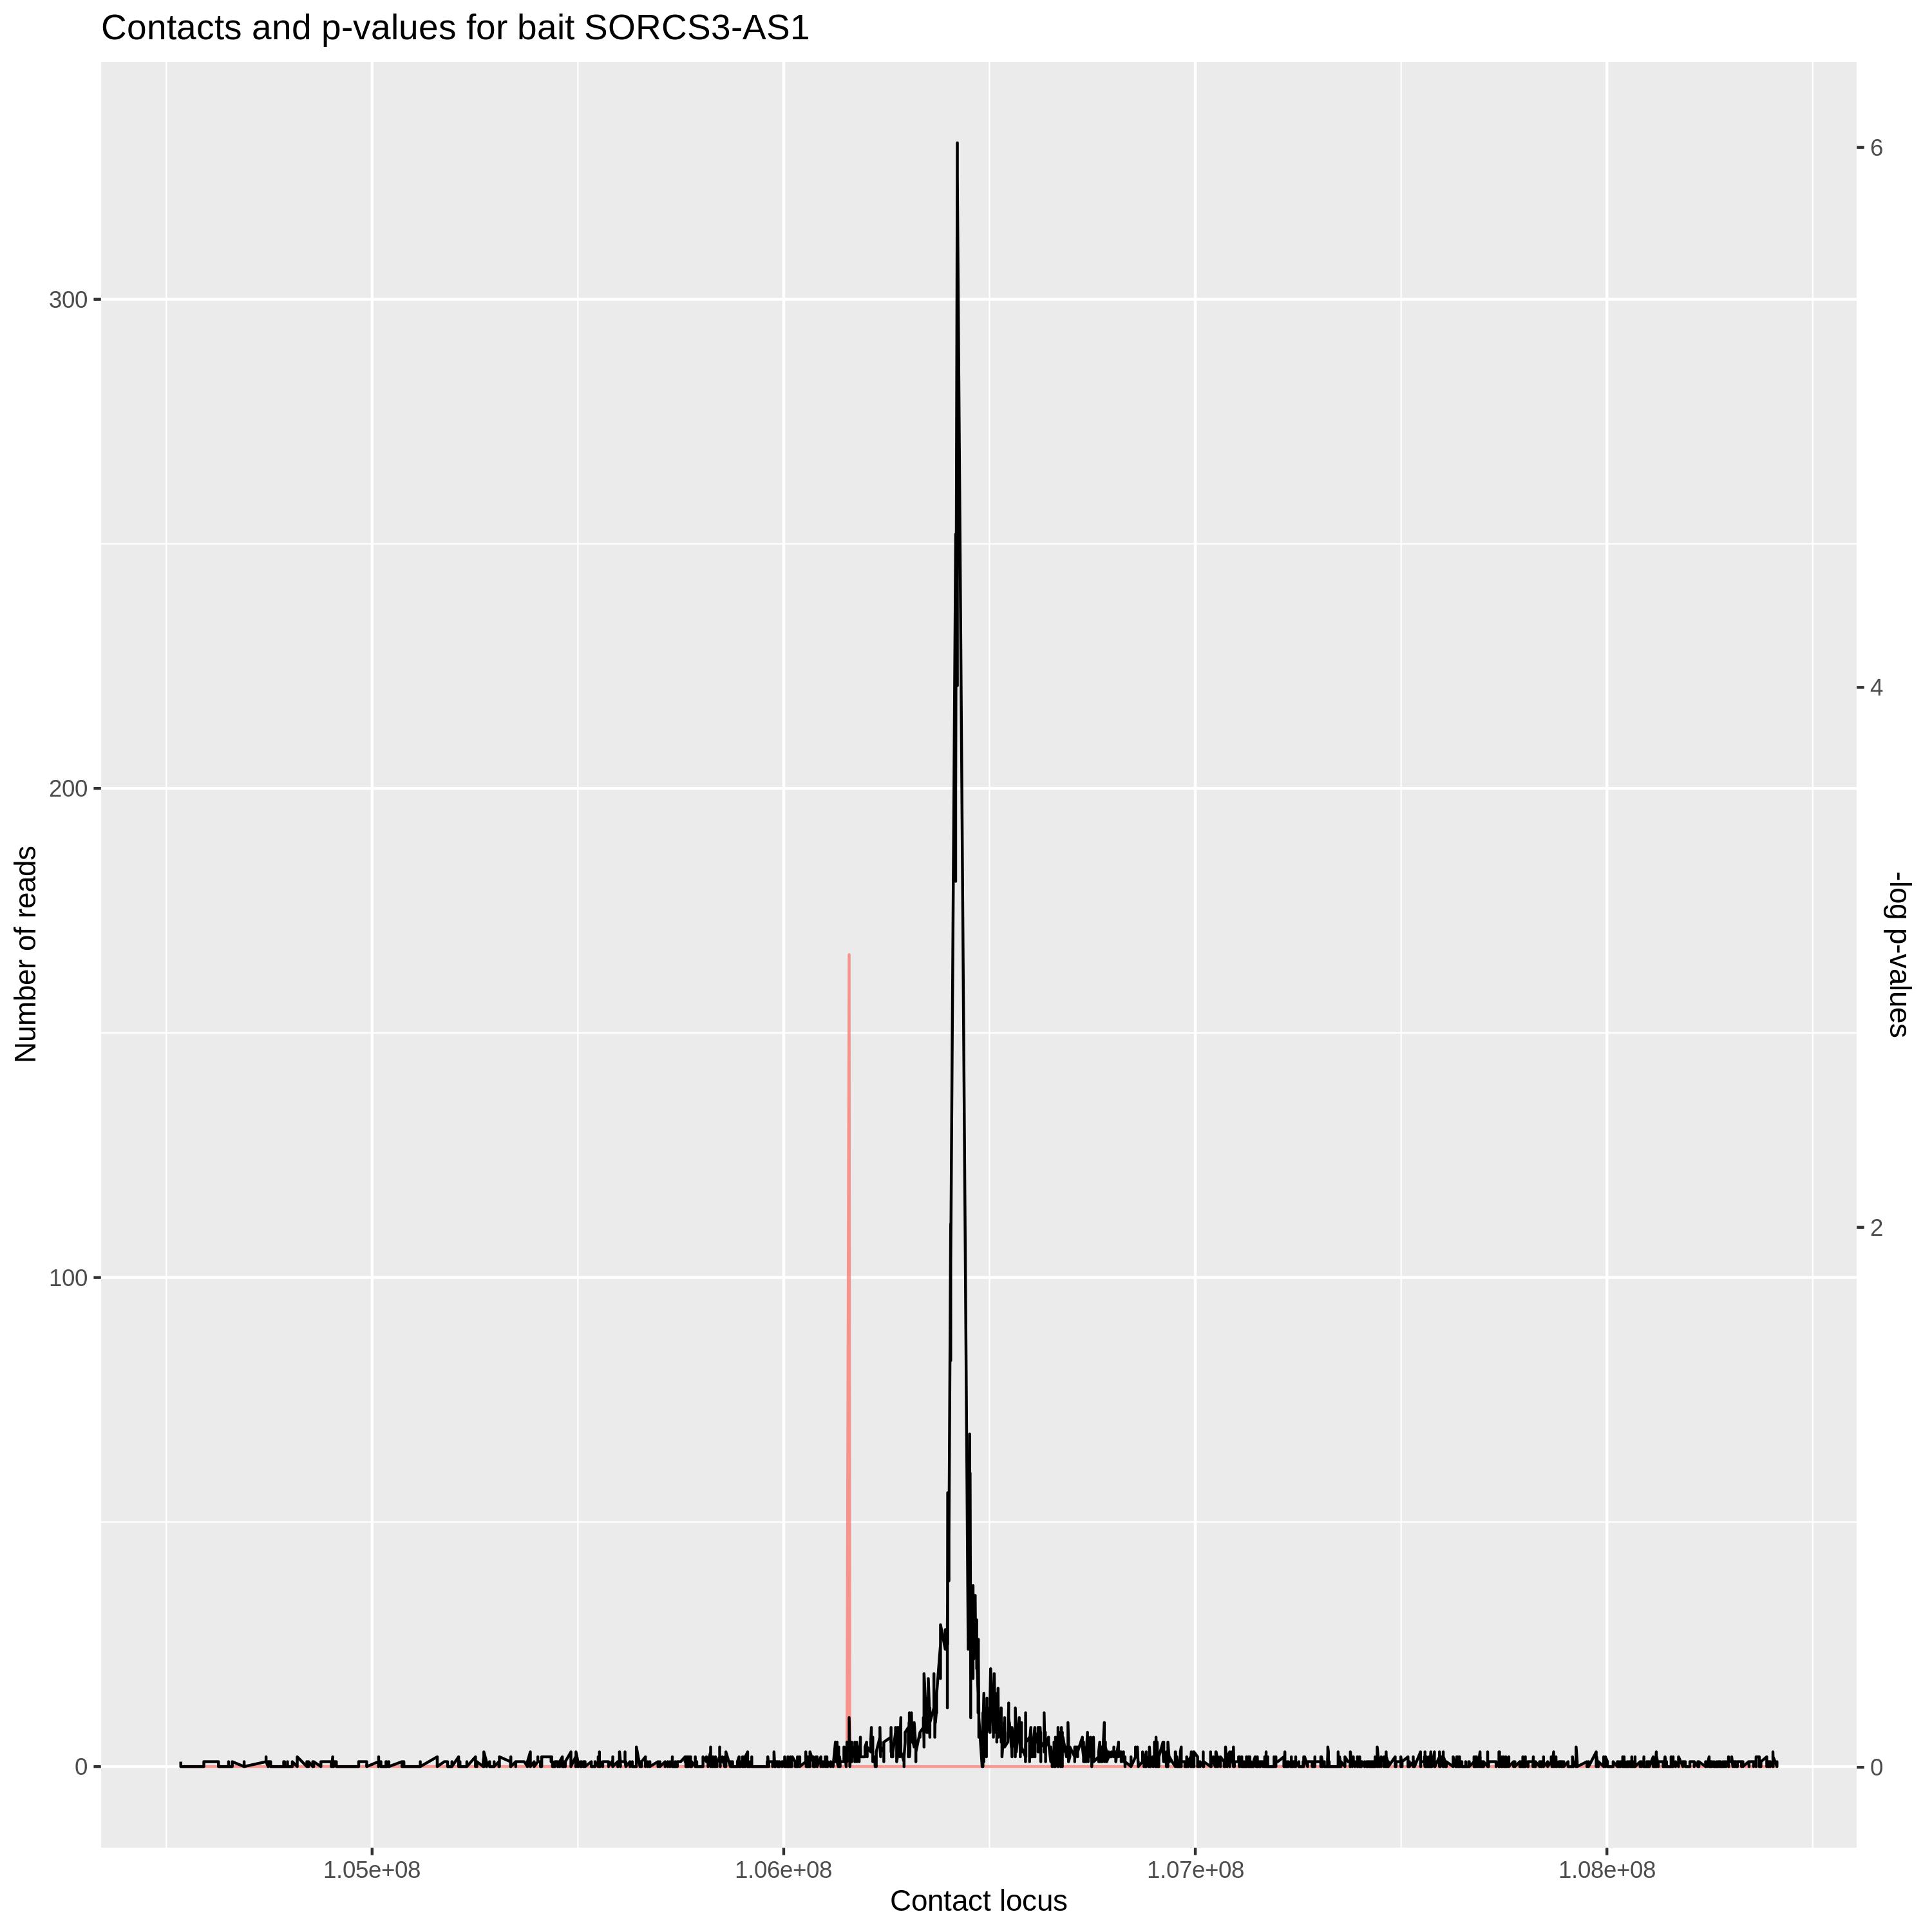 Contacts and p-values for bait SORCS3-AS1
Number of reads
300
200
100
0
6
4
2
0
-log p-values
1.05e+08
1.06e+08
1.07e+08
1.08e+08
Contact locus